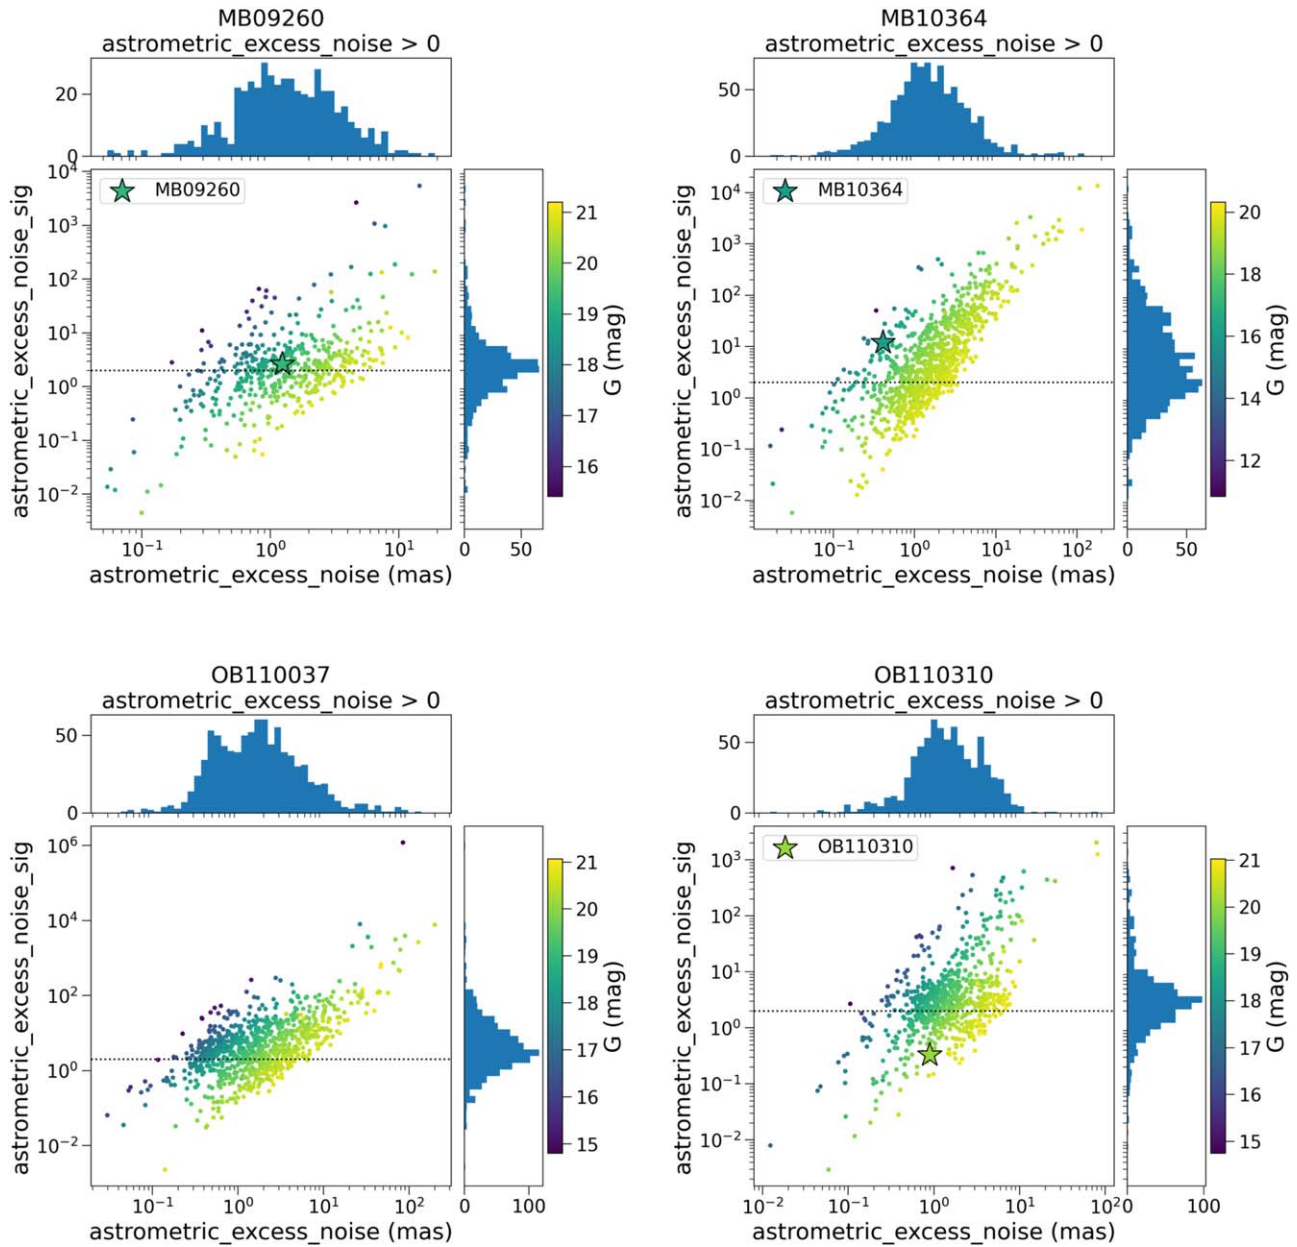 MB09260
astrometric_excess_noise > 0
20
0
10⁴
10³
10²
10¹
10⁰
10⁻¹
10⁻²
astrometric_excess_noise_sig
MB09260
10⁻¹ 10⁰ 10¹
astrometric_excess_noise (mas)
0 50
21
20
19
18
17
16
G (mag)
MB10364
astrometric_excess_noise > 0
50
0
10⁴
10³
10²
10¹
10⁰
10⁻¹
10⁻²
astrometric_excess_noise_sig
MB10364
10⁻¹ 10⁰ 10¹ 10²
astrometric_excess_noise (mas)
0 50
20
18
16
14
12
G (mag)
OB110037
astrometric_excess_noise > 0
50
0
10⁶
10⁴
10²
10⁰
10⁻²
astrometric_excess_noise_sig
10⁻¹ 10⁰ 10¹ 10²
astrometric_excess_noise (mas)
0 100
21
20
19
18
17
16
15
G (mag)
OB110310
astrometric_excess_noise > 0
50
0
10³
10²
10¹
10⁰
10⁻¹
10⁻²
astrometric_excess_noise_sig
OB110310
10⁻² 10⁻¹ 10⁰ 10¹ 10²
astrometric_excess_noise (mas)
0 100
21
20
19
18
17
16
15
G (mag)